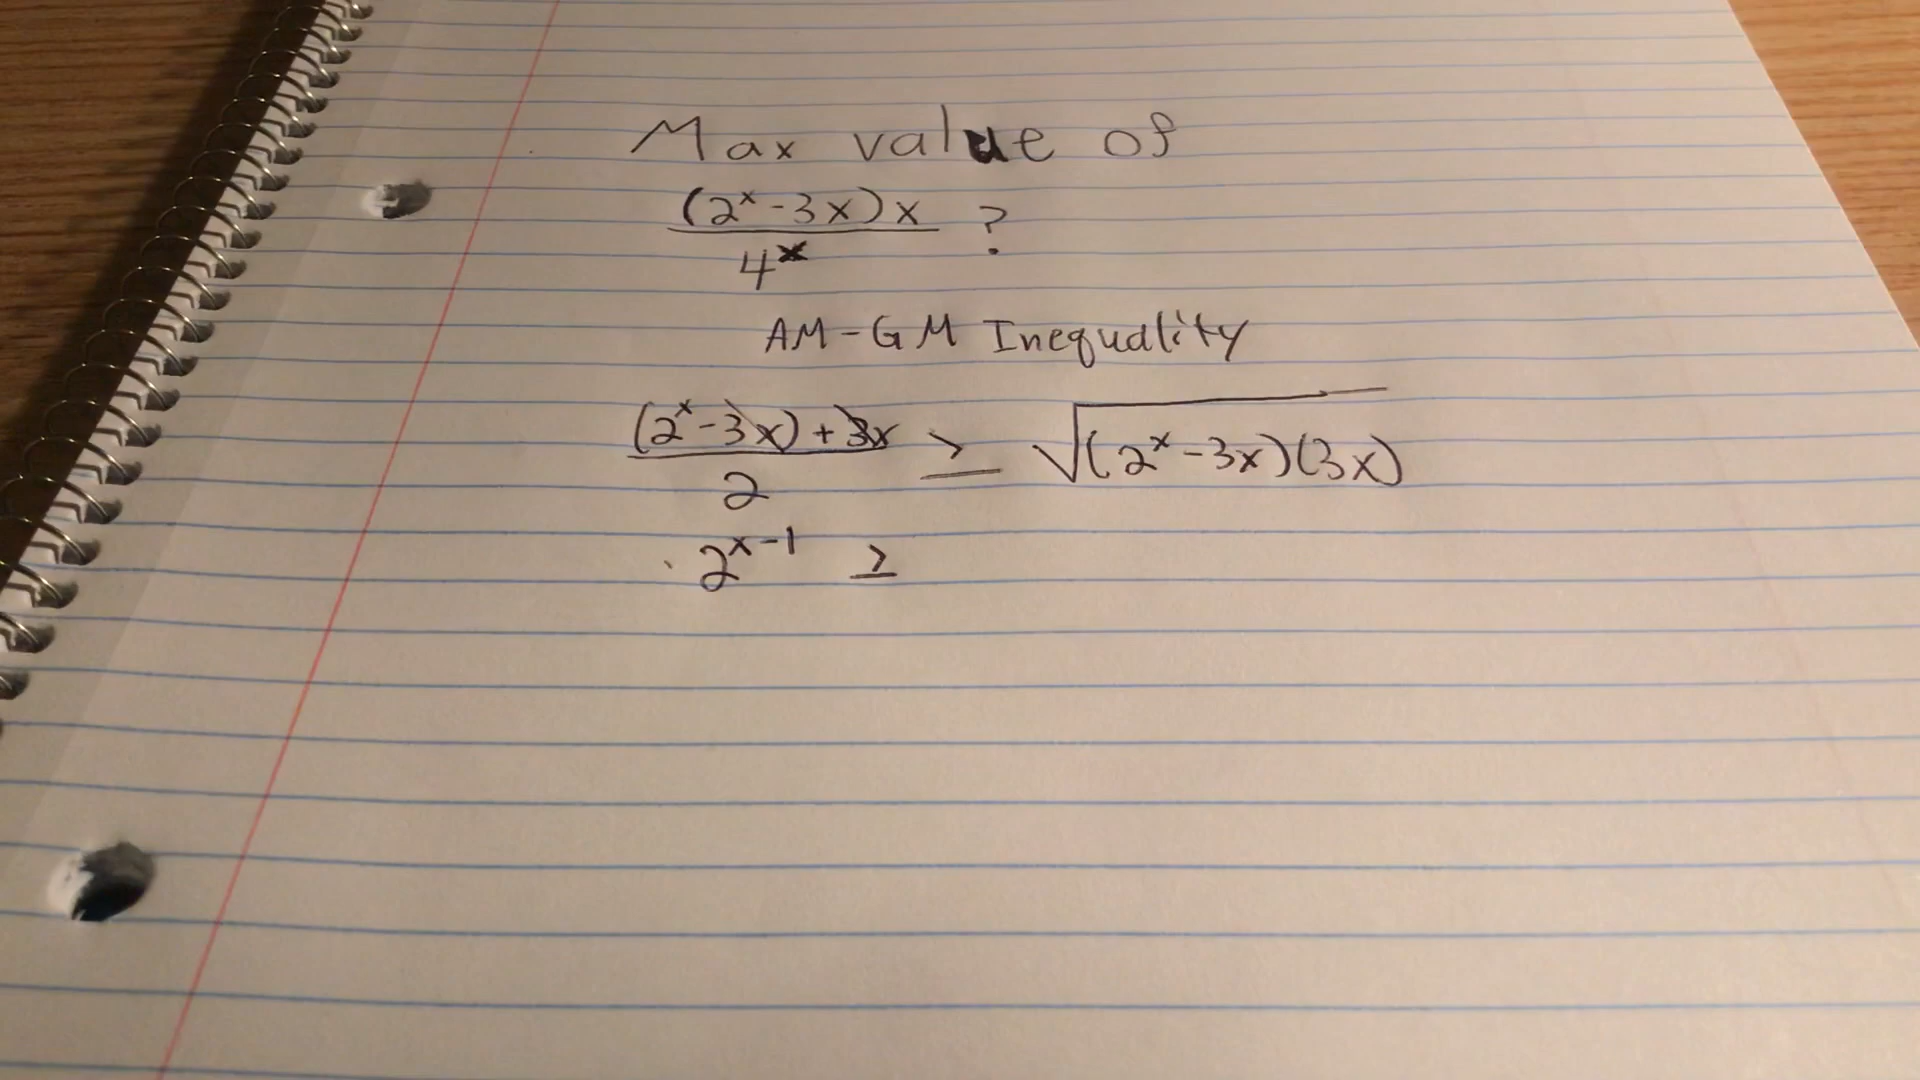 Max value of
(2^x - 3x)x / 4^x ?
AM-GM Inequality
((2^x - 3x) + 3x) / 2 ≥ √((2^x - 3x)(3x))
2^(x-1) ≥